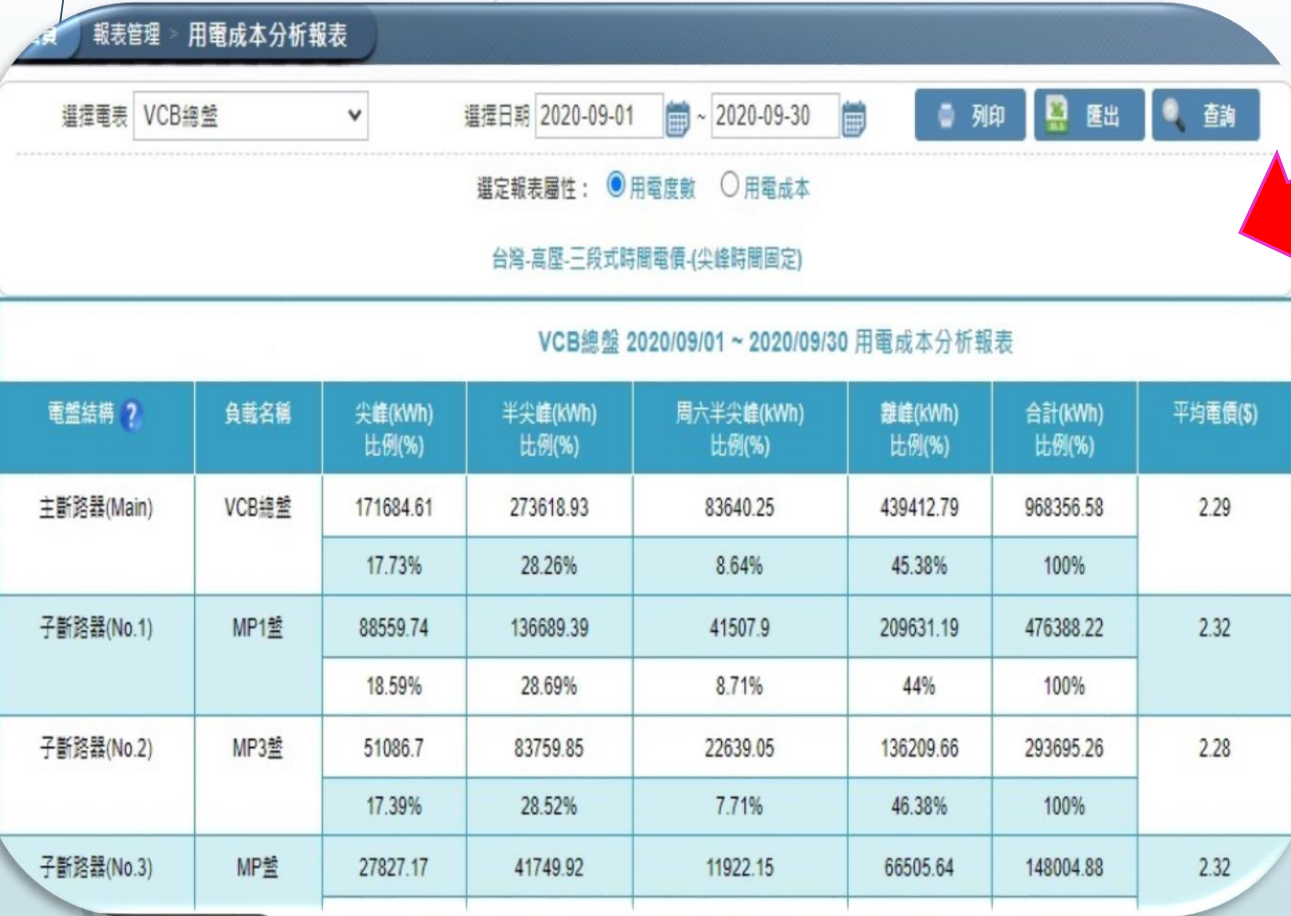 報表管理 > 用電成本分析報表
選擇電表 VCB總盤 選擇日期 2020-09-01 ~ 2020-09-30 列印 匯出 查詢
選定報表屬性： 用電度數 用電成本
台灣-高壓-三段式時間電價-(尖峰時間固定)
VCB總盤 2020/09/01 ~ 2020/09/30 用電成本分析報表
電盤結構 ? 負載名稱 尖峰(kWh) 半尖峰(kWh) 周六半尖峰(kWh) 離峰(kWh) 合計(kWh) 平均電價($)
比例(%) 比例(%) 比例(%) 比例(%) 比例(%)
主斷路器(Main) VCB總盤 171684.61 273618.93 83640.25 439412.79 968356.58 2.29
17.73% 28.26% 8.64% 45.38% 100%
子斷路器(No.1) MP1盤 88559.74 136689.39 41507.9 209631.19 476388.22 2.32
18.59% 28.69% 8.71% 44% 100%
子斷路器(No.2) MP3盤 51086.7 83759.85 22639.05 136209.66 293695.26 2.28
17.39% 28.52% 7.71% 46.38% 100%
子斷路器(No.3) MP盤 27827.17 41749.92 11922.15 66505.64 148004.88 2.32